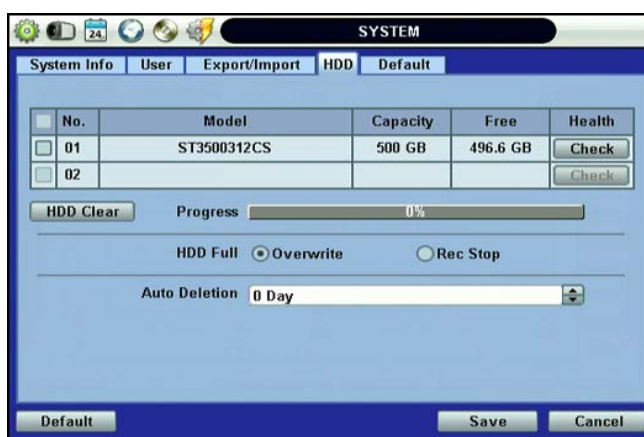 24 SYSTEM
System Info User Export/Import HDD Default
No. Model Capacity Free Health
01 ST3500312CS 500 GB 496.6 GB Check
02 Check
HDD Clear Progress 0%
HDD Full Overwrite Rec Stop
Auto Deletion 0 Day
Default Save Cancel